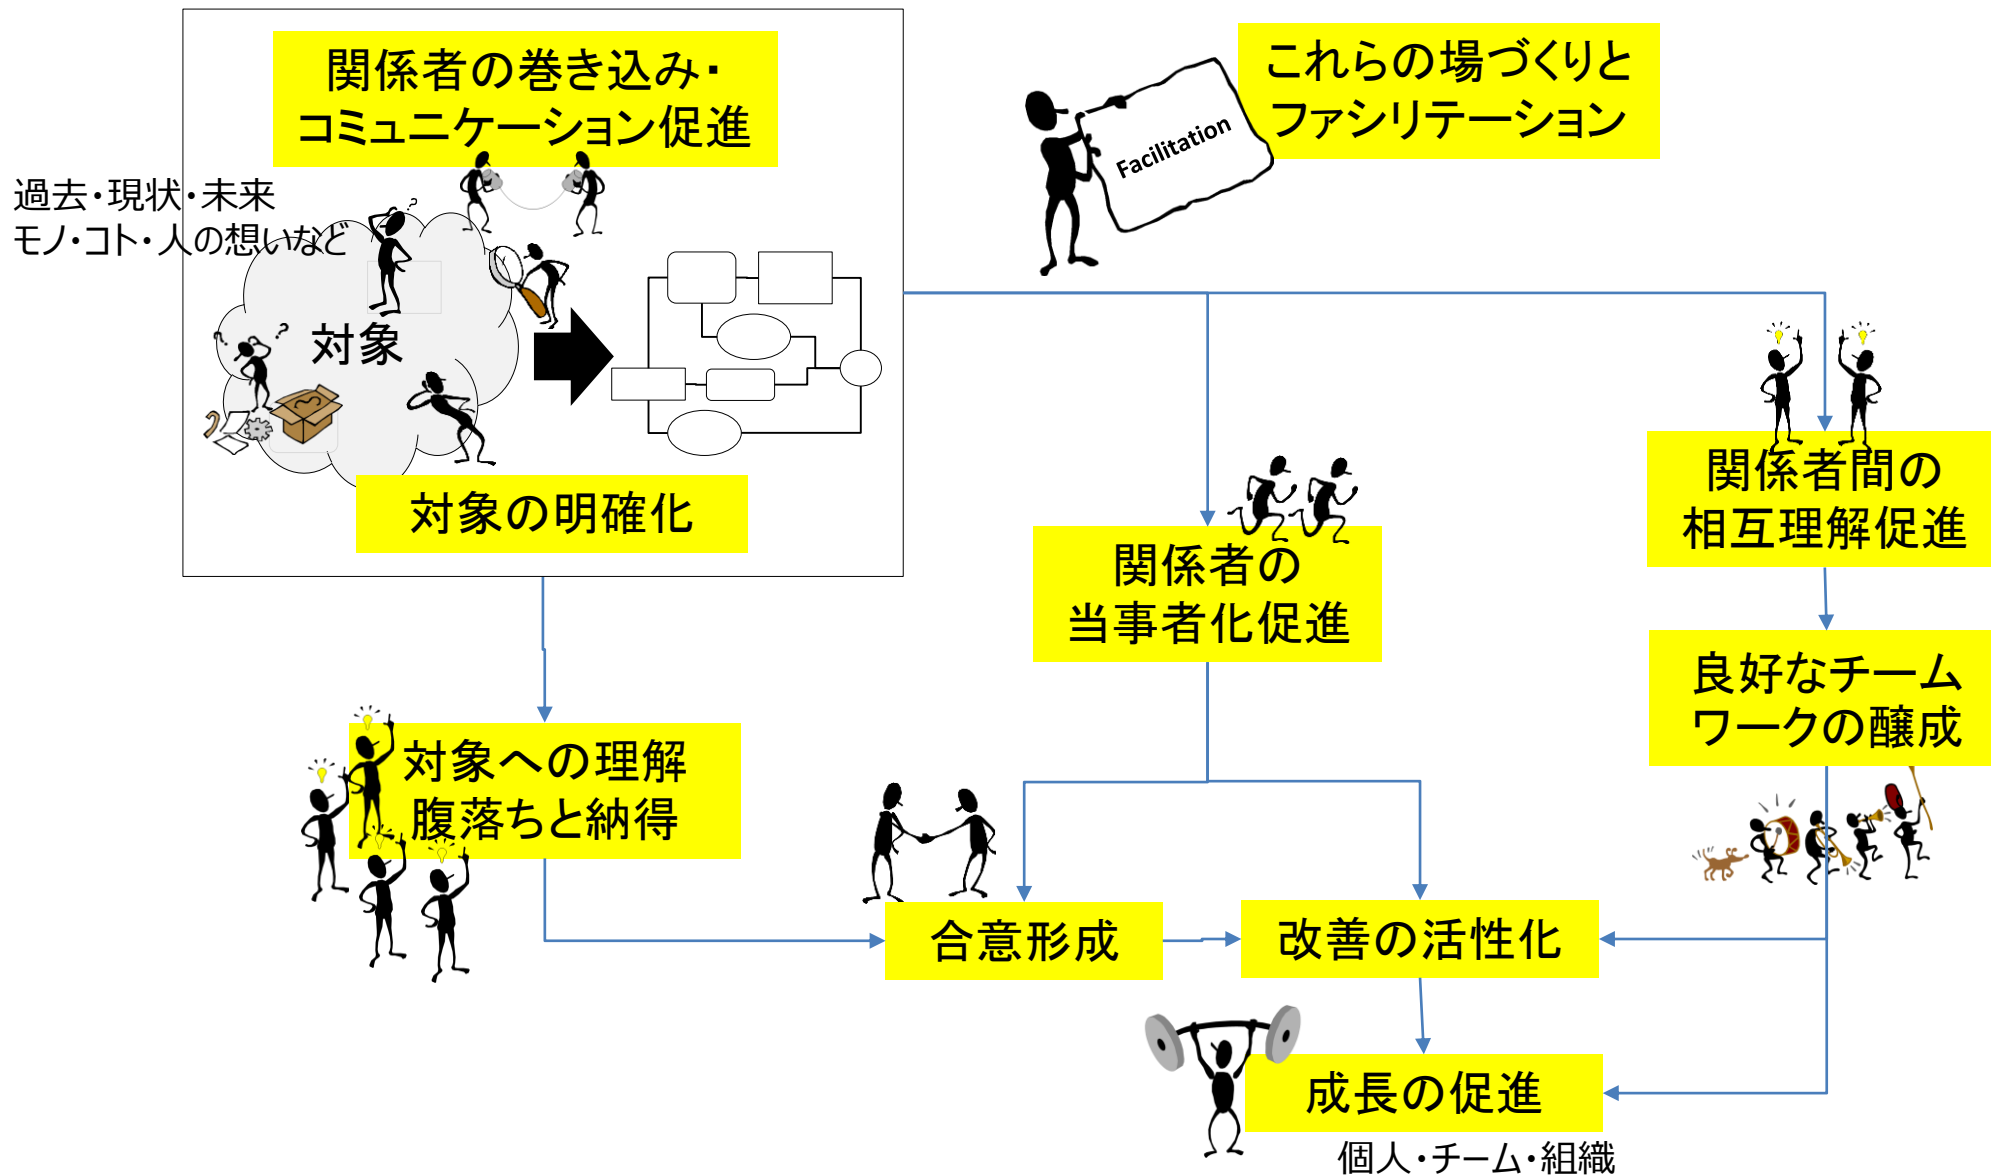 関係者の巻き込み・
コミュニケーション促進
これらの場づくりと
ファシリテーション
Facilitation
過去・現状・未来
モノ・コト・人の想いなど
?
対象
? ?
対象の明確化
関係者の
当事者化促進
関係者間の
相互理解促進
良好なチーム
ワークの醸成
対象への理解
腹落ちと納得
合意形成
改善の活性化
成長の促進
個人・チーム・組織